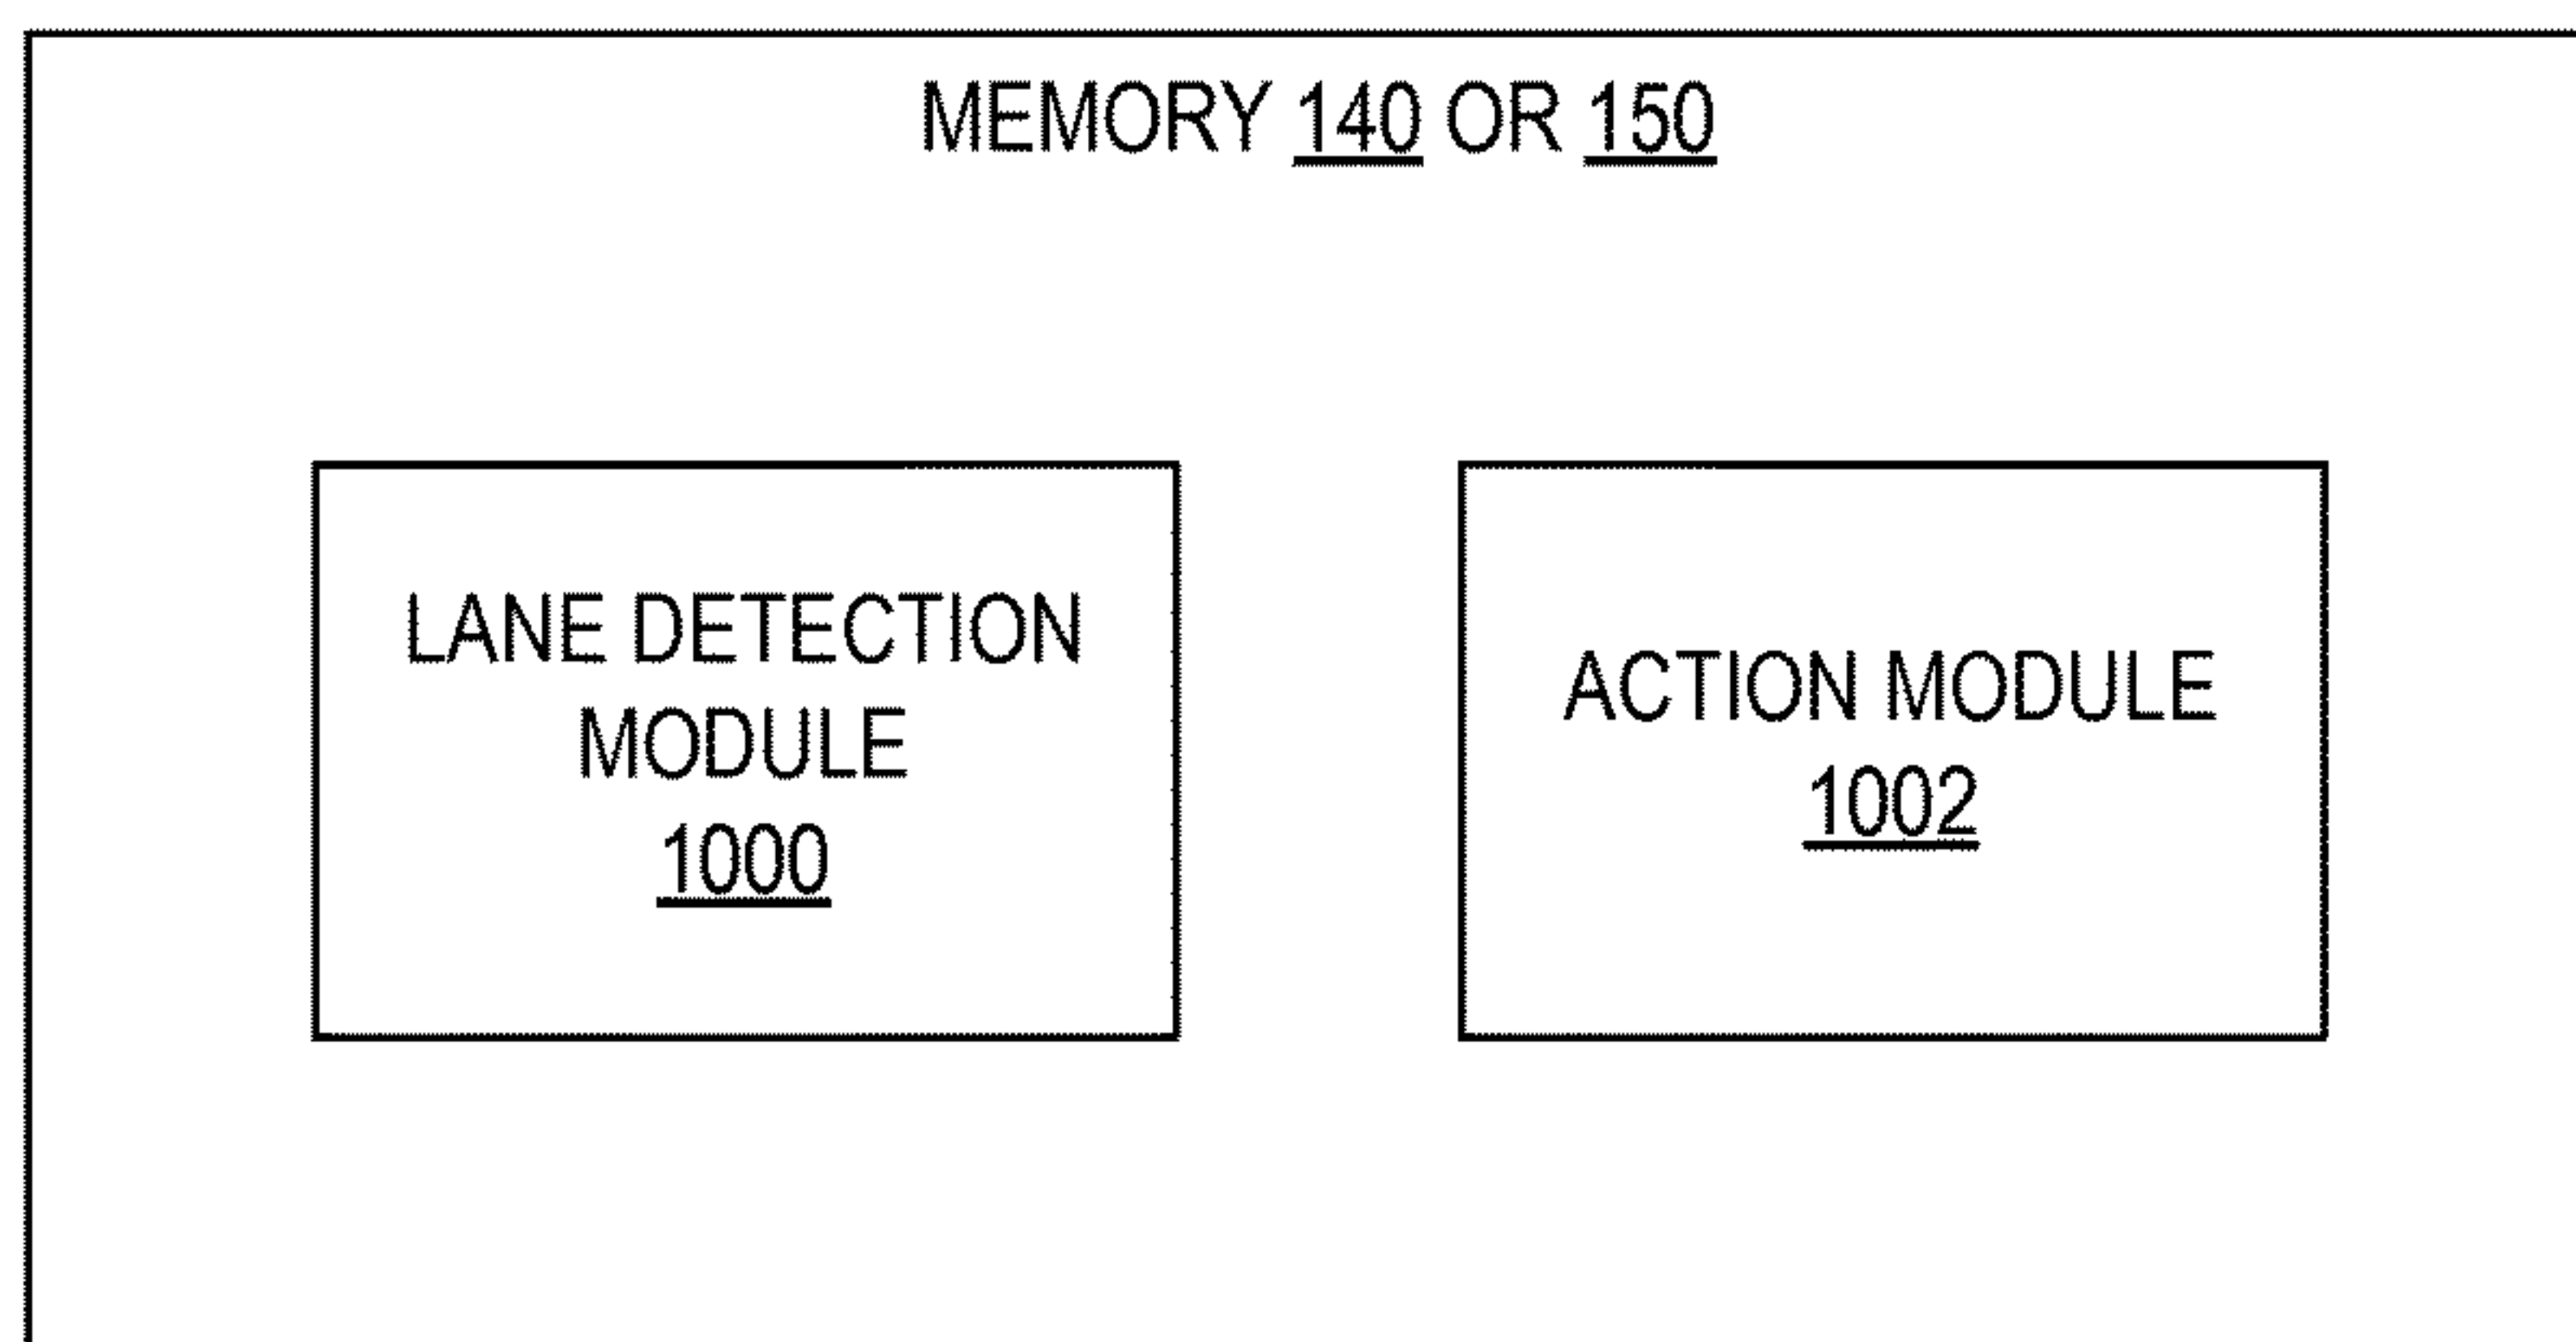 MEMORY 140 OR 150
LANE DETECTION
MODULE
1000
ACTION MODULE
1002